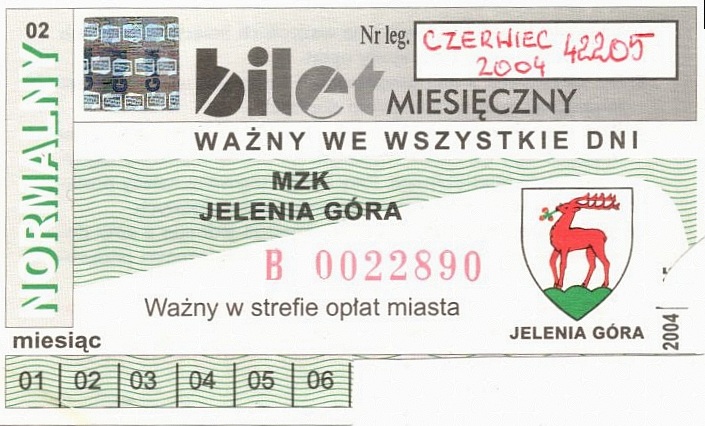 02
NORMALNY
Nr leg. CZERWIEC 42205
2004
bilet MIESIĘCZNY
WAŻNY WE WSZYSTKIE DNI
MZK
JELENIA GÓRA
B 0022890
Ważny w strefie opłat miasta
JELENIA GÓRA
2004
miesiąc
01 02 03 04 05 06